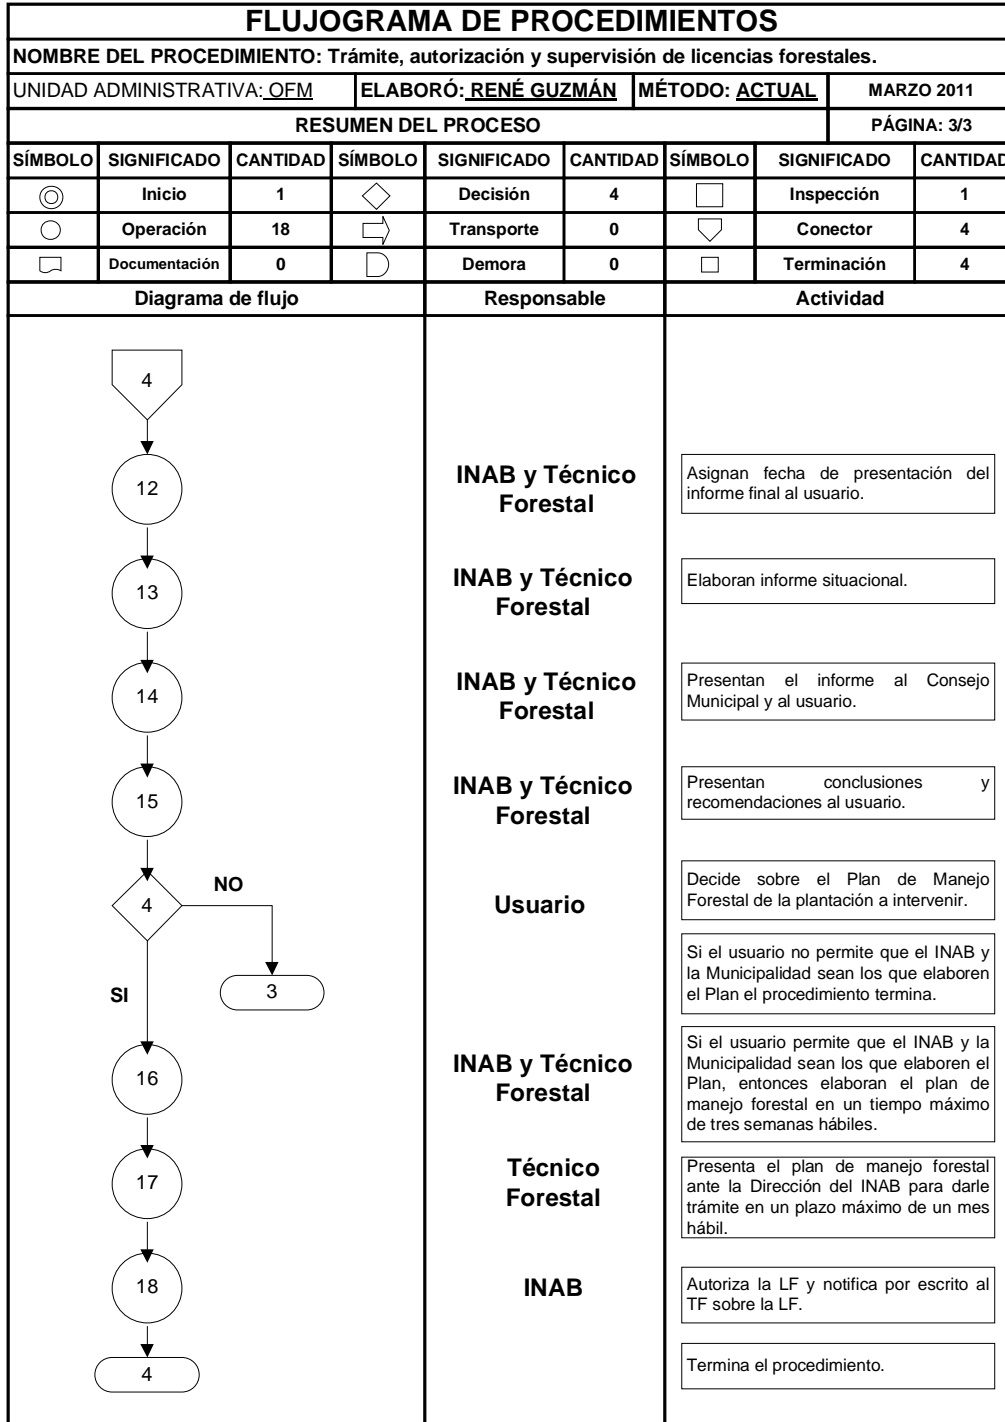 FLUJOGRAMA DE PROCEDIMIENTOS
NOMBRE DEL PROCEDIMIENTO: Trámite, autorización y supervisión de licencias forestales.
UNIDAD ADMINISTRATIVA: OFM ELABORÓ: RENÉ GUZMÁN MÉTODO: ACTUAL MARZO 2011
RESUMEN DEL PROCESO PÁGINA: 3/3
SÍMBOLO SIGNIFICADO CANTIDAD SÍMBOLO SIGNIFICADO CANTIDAD SÍMBOLO SIGNIFICADO CANTIDAD
Inicio 1 Decisión 4 Inspección 1
Operación 18 Transporte 0 Conector 4
Documentación 0 Demora 0 Terminación 4
Diagrama de flujo Responsable Actividad
4
12
INAB y Técnico
Forestal
Asignan fecha de presentación del
informe final al usuario.
13
INAB y Técnico
Forestal
Elaboran informe situacional.
14
INAB y Técnico
Forestal
Presentan el informe al Consejo
Municipal y al usuario.
15
INAB y Técnico
Forestal
Presentan conclusiones y
recomendaciones al usuario.
4
NO
Usuario
Decide sobre el Plan de Manejo
Forestal de la plantación a intervenir.
3
SI
Si el usuario no permite que el INAB y
la Municipalidad sean los que elaboren
el Plan el procedimiento termina.
16
INAB y Técnico
Forestal
Si el usuario permite que el INAB y la
Municipalidad sean los que elaboren el
Plan, entonces elaboran el plan de
manejo forestal en un tiempo máximo
de tres semanas hábiles.
17
Técnico
Forestal
Presenta el plan de manejo forestal
ante la Dirección del INAB para darle
trámite en un plazo máximo de un mes
hábil.
18
INAB
Autoriza la LF y notifica por escrito al
TF sobre la LF.
4
Termina el procedimiento.